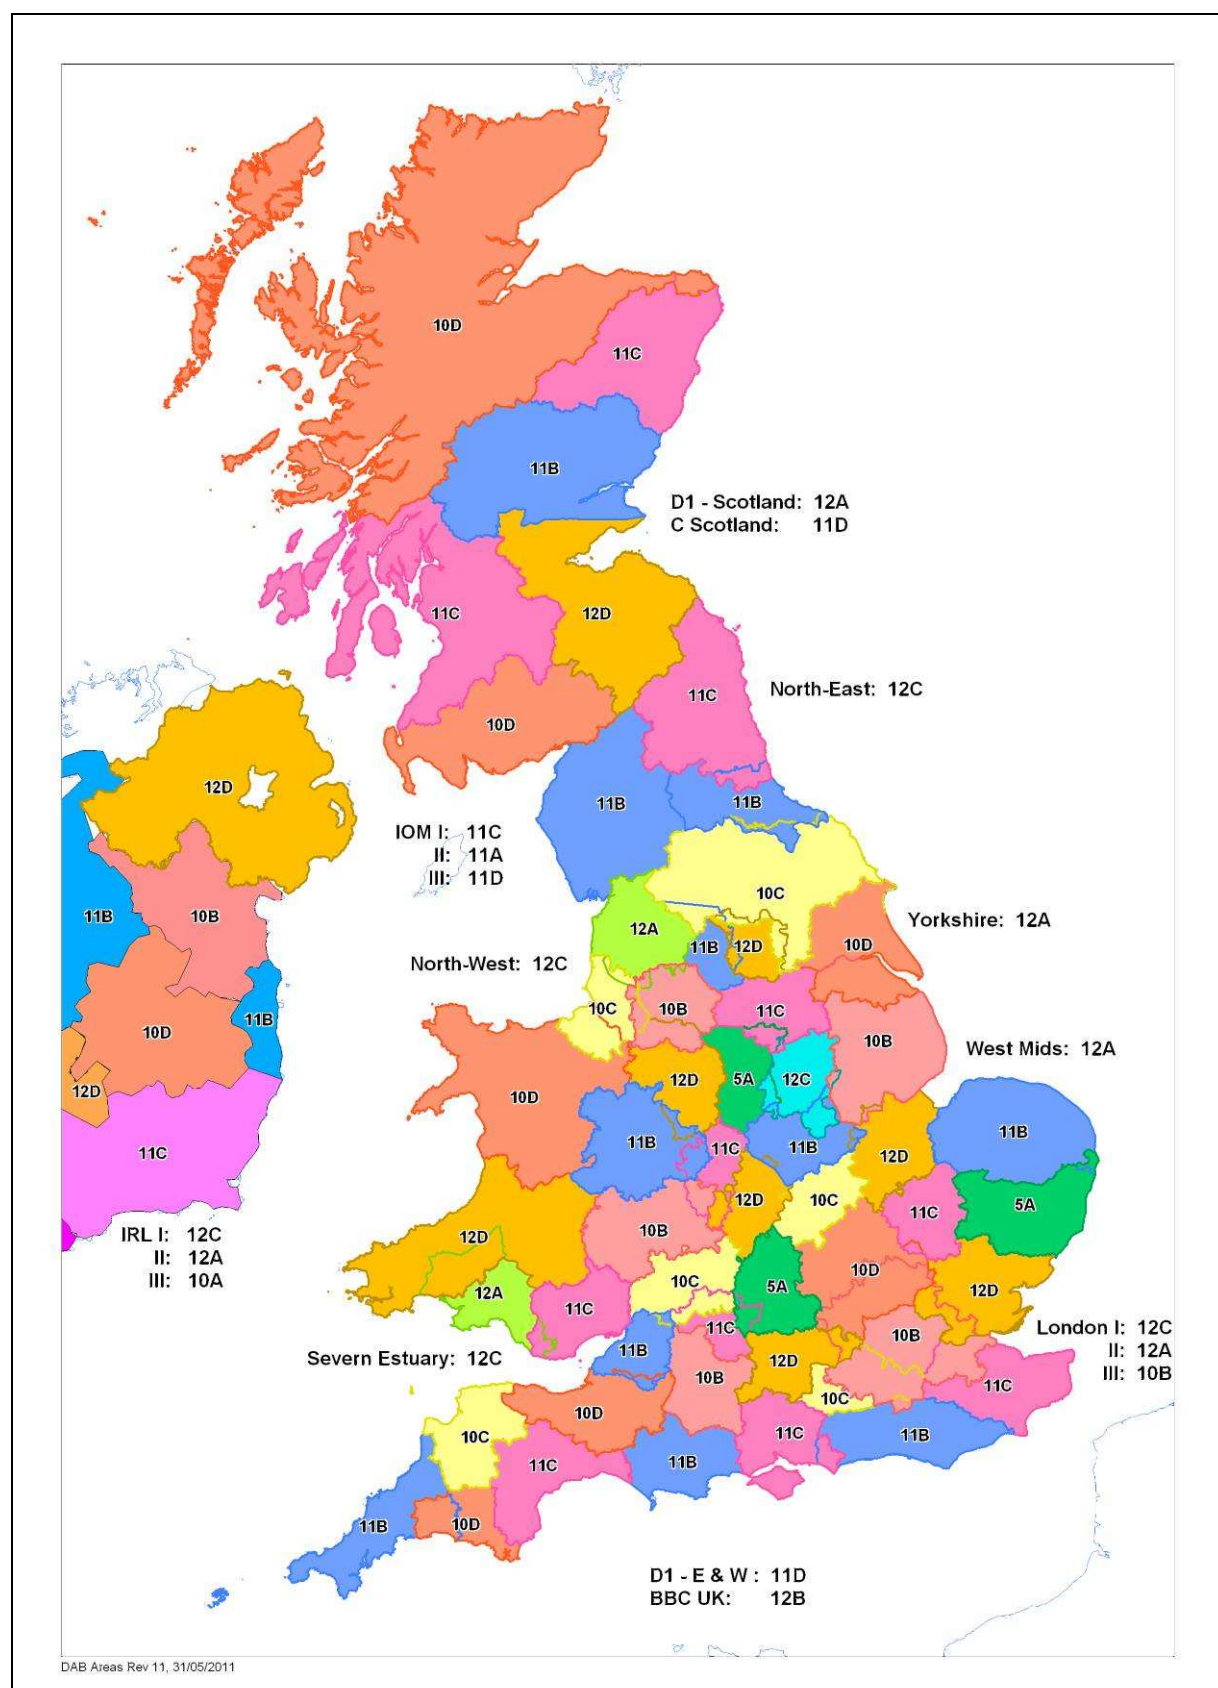 10D
11C
11B
D1 - Scotland: 12A
C Scotland: 11D
11C
12D
11C
North-East: 12C
10D
12D
11B
11B
IOM I: 11C
II: 11A
III: 11D
10C
11B
10B
12A
11B
12D
10D
Yorkshire: 12A
North-West: 12C
10C
10B
11C
10D
11B
10B
West Mids: 12A
12D
12D
5A
12C
10D
11B
11C
11B
12D
11B
11C
12D
10C
11C
5A
IRL I: 12C
II: 12A
III: 10A
12D
10B
10C
5A
10D
12D
12A
11C
11C
10B
London I: 12C
II: 12A
III: 10B
Severn Estuary: 12C
11B
10B
12D
10C
11C
10D
10C
11C
11B
11C
11B
11B
10D
D1 - E & W : 11D
BBC UK: 12B
DAB Areas Rev 11, 31/05/2011